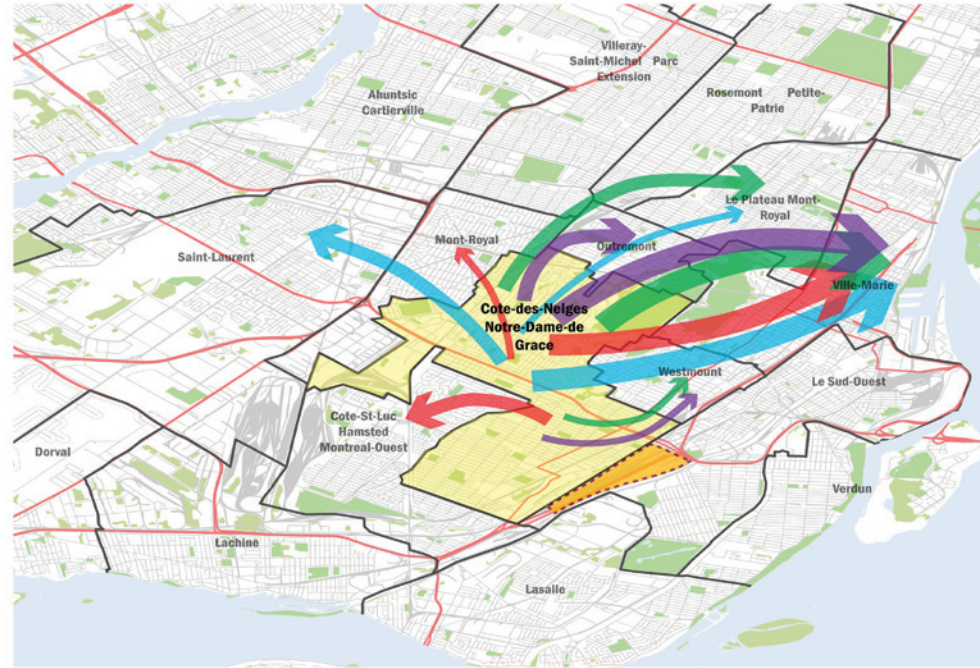 Villeray-
Saint-Michel Parc
Extension
Ahuntsic
Cartierville
Rosemont Petite-
Patrie
Le Plateau Mont-
Royal
Mont-Royal
Outremont
Saint-Laurent
Ville-Marie
Cote-des-Neiges
Notre-Dame-de
Grace
Westmount
Le Sud-Ouest
Cote-St-Luc
Hamsted
Montreal-Ouest
Dorval
Verdun
Lachine
Lasalle